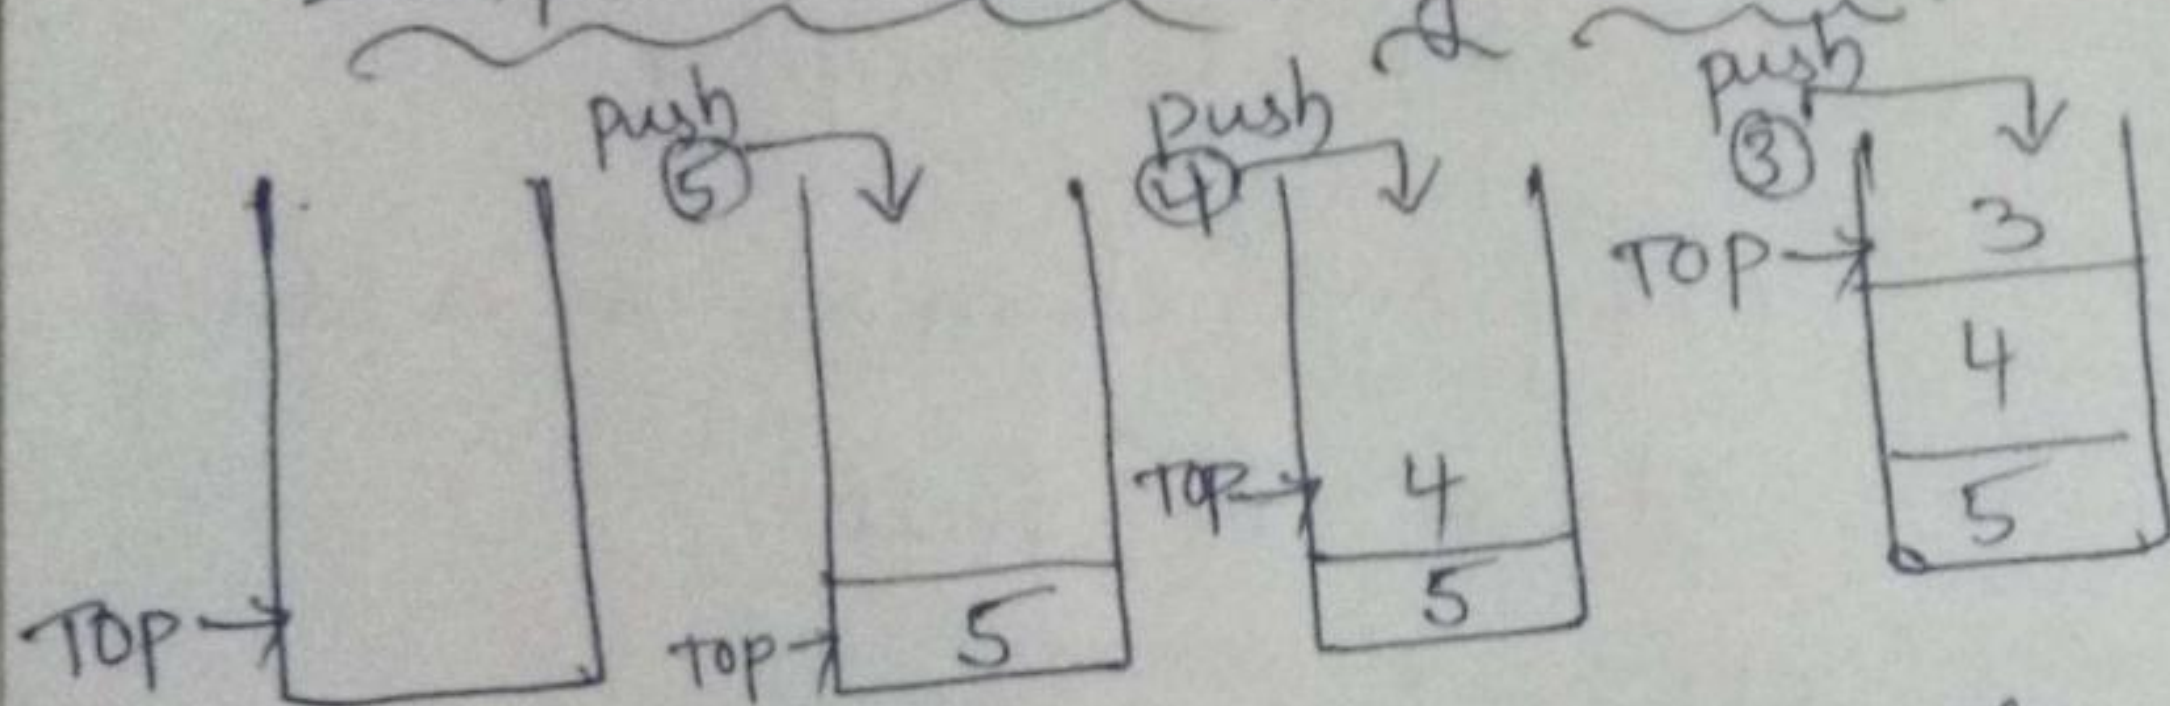 push push push
5 4 3
TOP→ 3
4
TOP→ 4
5 5
TOP→ TOP→ 5